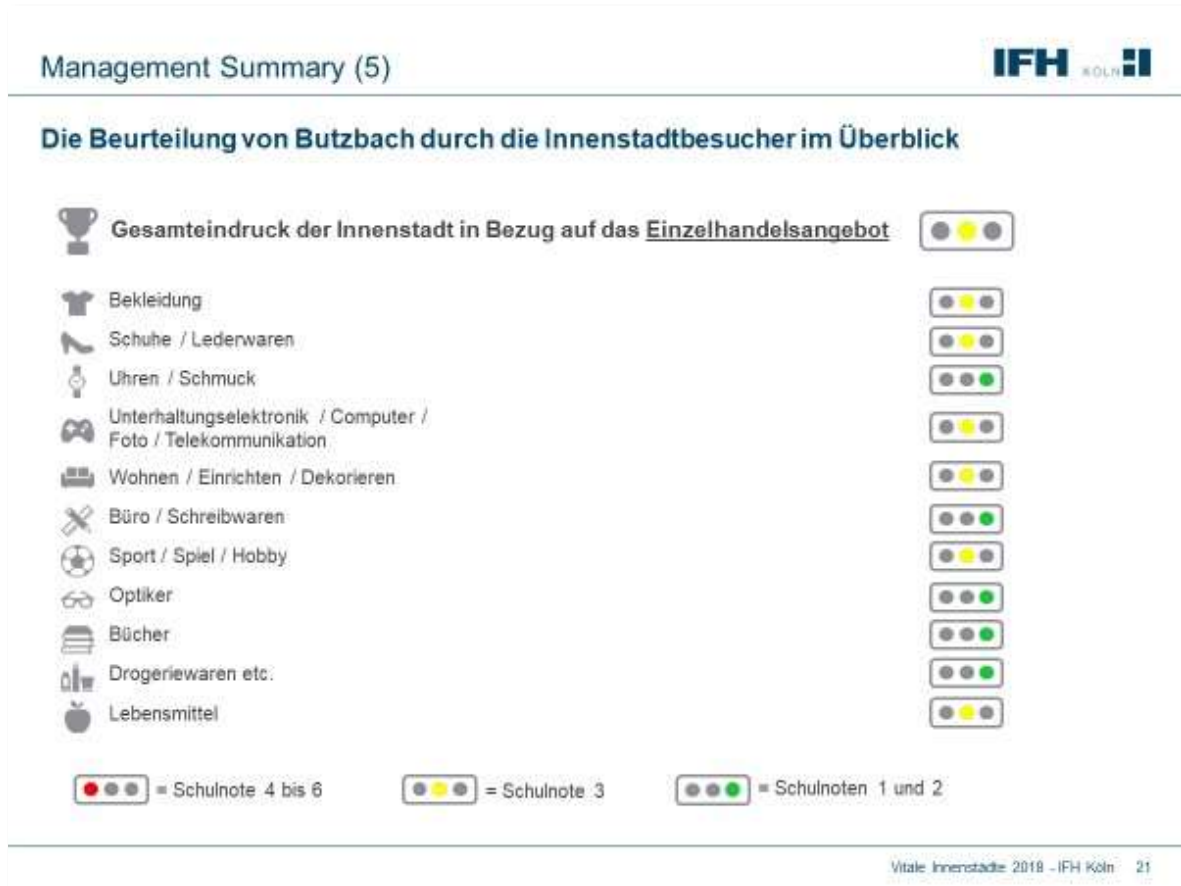 Management Summary (5)
IFH KÖLN
Die Beurteilung von Butzbach durch die Innenstadtbesucher im Überblick
Gesamteindruck der Innenstadt in Bezug auf das Einzelhandelsangebot
Bekleidung
Schuhe / Lederwaren
Uhren / Schmuck
Unterhaltungselektronik / Computer /
Foto / Telekommunikation
Wohnen / Einrichten / Dekorieren
Büro / Schreibwaren
Sport / Spiel / Hobby
Optiker
Bücher
Drogeriewaren etc.
Lebensmittel
= Schulnote 4 bis 6
= Schulnote 3
= Schulnoten 1 und 2
Vitale Innenstädte 2018 - IFH Köln 21